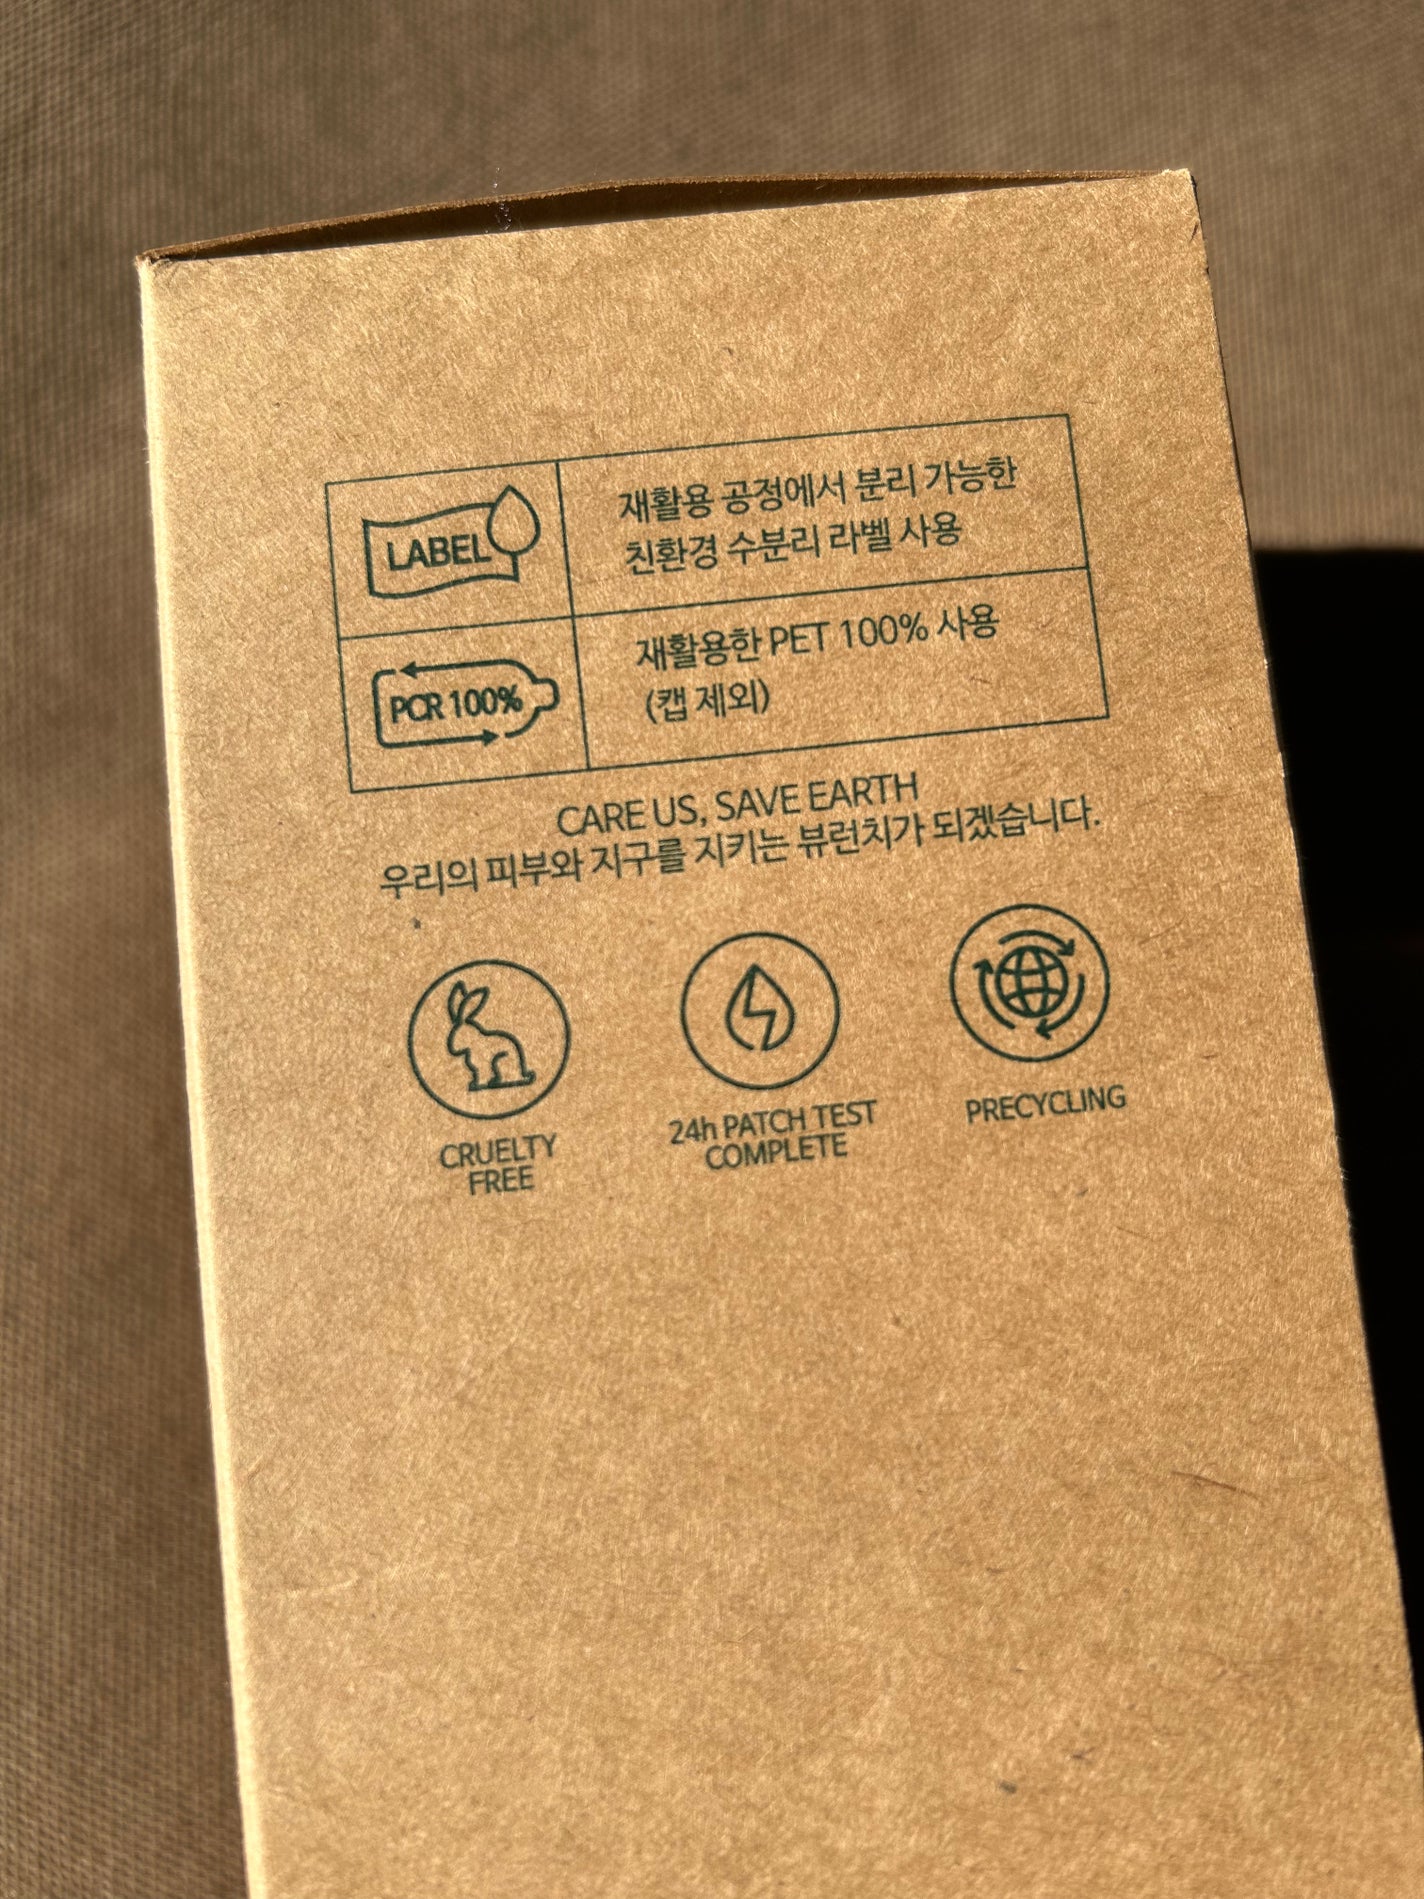 LABEL
재활용 공정에서 분리 가능한
친환경 수분리 라벨 사용
PCR 100%
재활용한 PET 100% 사용
(캡 제외)
CARE US, SAVE EARTH
우리의 피부와 지구를 지키는 뷰런치가 되겠습니다.
CRUELTY
FREE
24h PATCH TEST
COMPLETE
PRECYCLING